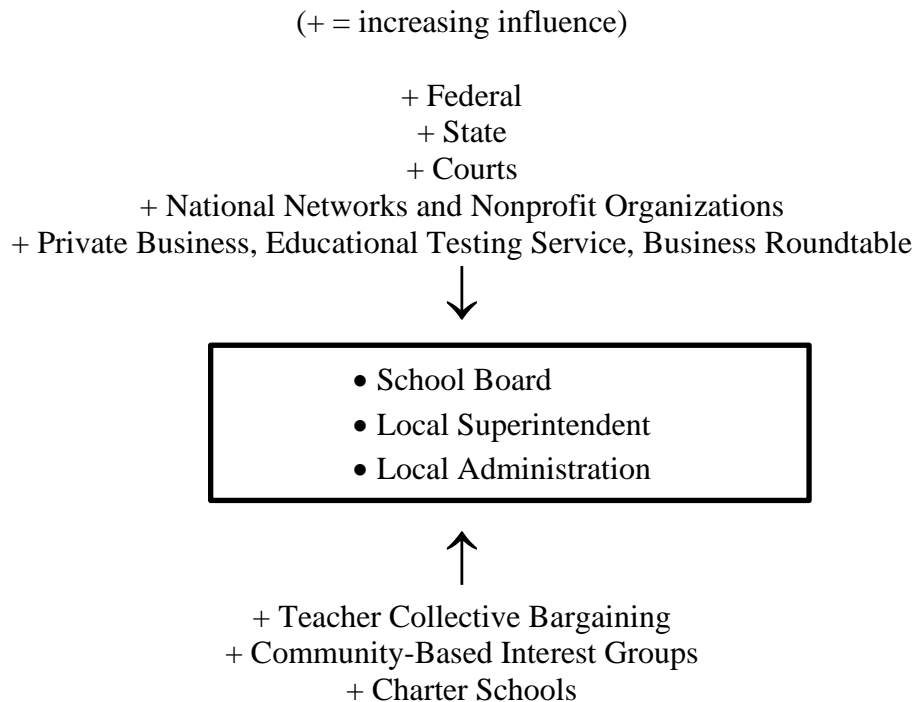 (+ = increasing influence)
+ Federal
+ State
+ Courts
+ National Networks and Nonprofit Organizations
+ Private Business, Educational Testing Service, Business Roundtable
• School Board
• Local Superintendent
• Local Administration
+ Teacher Collective Bargaining
+ Community-Based Interest Groups
+ Charter Schools